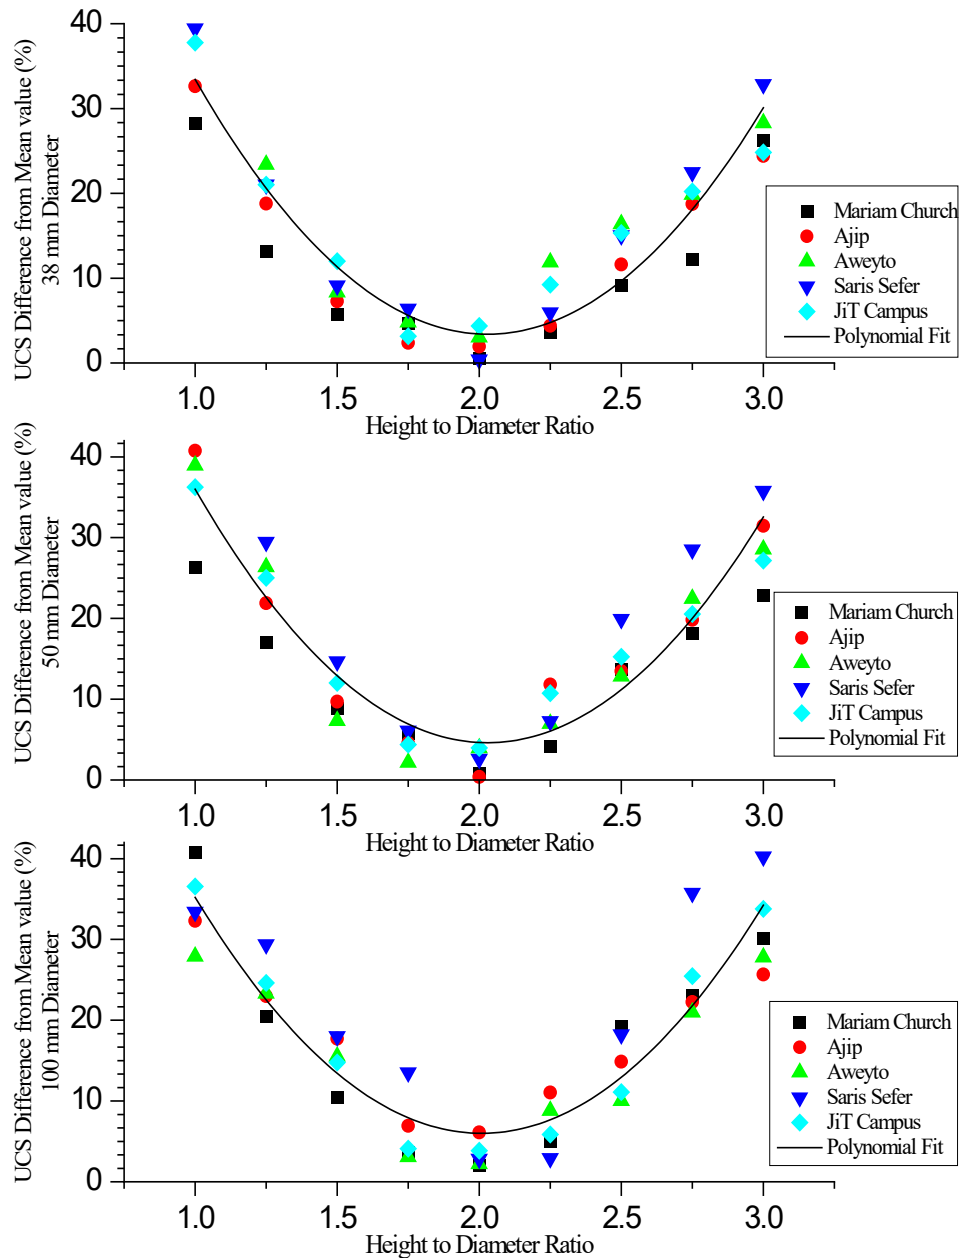 UCS Difference from Mean value (%)
38 mm Diameter
40
30
20
10
0
1.0 1.5 2.0 2.5 3.0
Height to Diameter Ratio
Mariam Church
Ajip
Aweyto
Saris Sefer
JiT Campus
Polynomial Fit
UCS Difference from Mean value (%)
50 mm Diameter
40
30
20
10
0
1.0 1.5 2.0 2.5 3.0
Height to Diameter Ratio
Mariam Church
Ajip
Aweyto
Saris Sefer
JiT Campus
Polynomial Fit
UCS Difference from Mean value (%)
100 mm Diameter
40
30
20
10
0
1.0 1.5 2.0 2.5 3.0
Height to Diameter Ratio
Mariam Church
Ajip
Aweyto
Saris Sefer
JiT Campus
Polynomial Fit